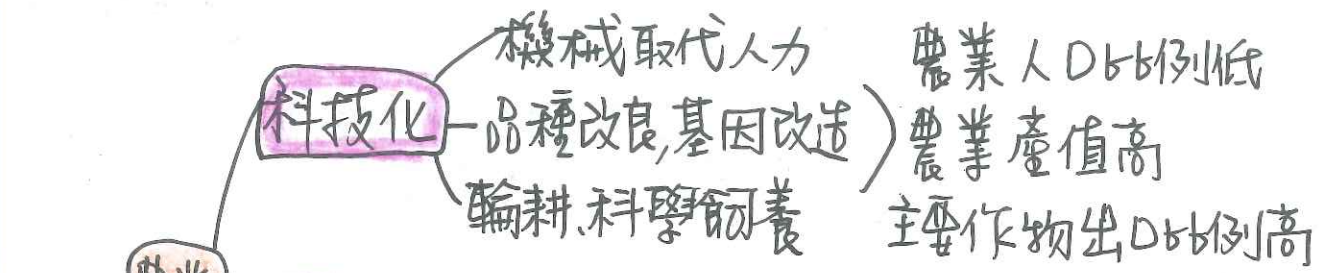 科技化
機械取代人力
品種改良,基因改造
輪耕、科學飼養
農業人口比例低
農業產值高
主要作物出口比例高
農業